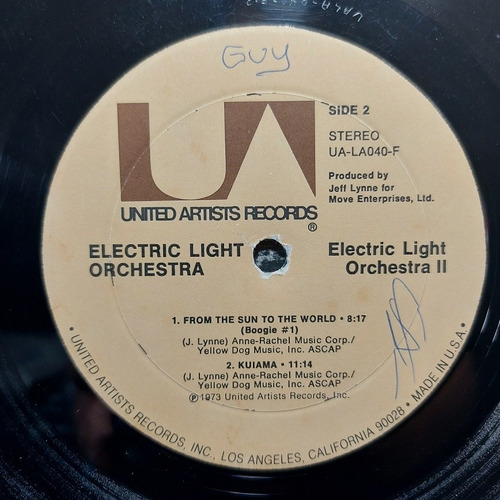 GUY
UA
UNITED ARTISTS RECORDS
®
SIDE 2
STEREO
UA-LA040-F
Produced by
Jeff Lynne for
Move Enterprises, Ltd.
ELECTRIC LIGHT
ORCHESTRA
Electric Light
Orchestra II
1. FROM THE SUN TO THE WORLD • 8:17
(Boogie #1)
(J. Lynne) Anne-Rachel Music Corp./
Yellow Dog Music, Inc. ASCAP
2. KUIAMA • 11:14
(J. Lynne) Anne-Rachel Music Corp./
Yellow Dog Music, Inc. ASCAP
℗1973 United Artists Records, Inc.
• UNITED ARTISTS RECORDS, INC., LOS ANGELES, CALIFORNIA 90028 • MADE IN U.S.A. •